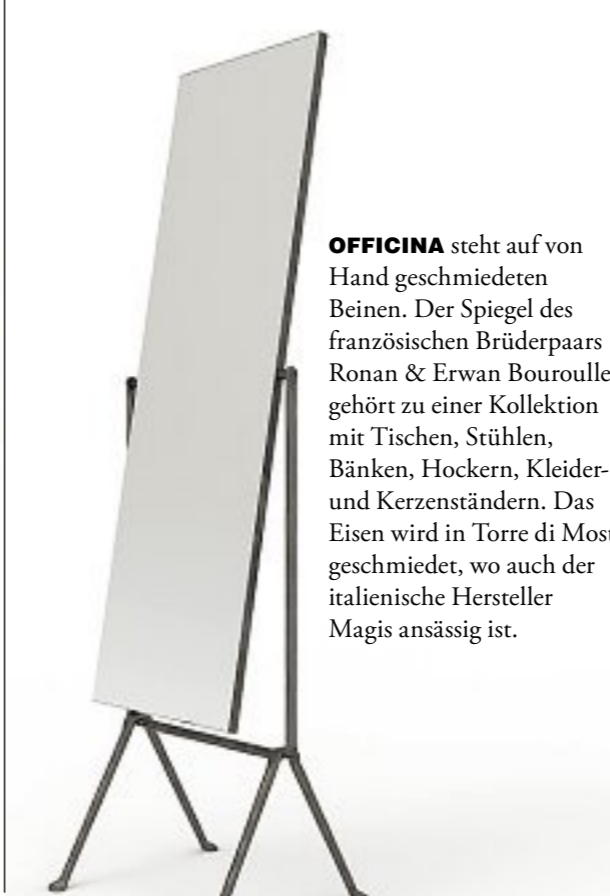 OFFICINA steht auf von
Hand geschmiedeten
Beinen. Der Spiegel des
französischen Brüderpaars
Ronan & Erwan Bouroulle
gehört zu einer Kollektion
mit Tischen, Stühlen,
Bänken, Hockern, Kleider-
und Kerzenständern. Das
Eisen wird in Torre di Most
geschmiedet, wo auch der
italienische Hersteller
Magis ansässig ist.